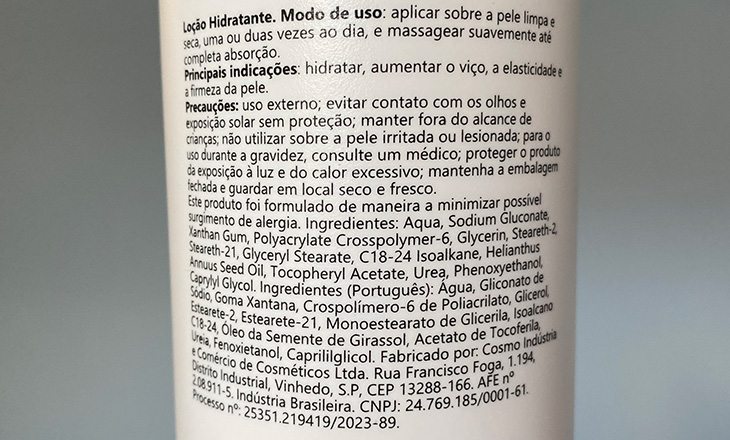 Loção Hidratante. Modo de uso: aplicar sobre a pele limpa e
seca, uma ou duas vezes ao dia, e massagear suavemente até
completa absorção.
Principais indicações: hidratar, aumentar o viço, a elasticidade e
a firmeza da pele.
Precauções: uso externo; evitar contato com os olhos e
exposição solar sem proteção; manter fora do alcance de
crianças; não utilizar sobre a pele irritada ou lesionada; para o
uso durante a gravidez, consulte um médico; proteger o produto
da exposição à luz e do calor excessivo; mantenha a embalagem
fechada e guardar em local seco e fresco.
Este produto foi formulado de maneira a minimizar possível
surgimento de alergia. Ingredientes: Aqua, Sodium Gluconate,
Xanthan Gum, Polyacrylate Crosspolymer-6, Glycerin, Steareth-2,
Steareth-21, Glyceryl Stearate, C18-24 Isoalkane, Helianthus
Annuus Seed Oil, Tocopheryl Acetate, Urea, Phenoxyethanol,
Caprylyl Glycol. Ingredientes (Português): Água, Gliconato de
Sódio, Goma Xantana, Crospolímero-6 de Poliacrilato, Glicerol,
Estearete-2, Estearete-21, Monoestearato de Glicerila, Isoalcano
C18-24, Óleo da Semente de Girassol, Acetato de Tocoferila,
Ureia, Fenoxietanol, Caprililglicol. Fabricado por: Cosmo Indústria
e Comércio de Cosméticos Ltda. Rua Francisco Foga, 1.194,
Distrito Industrial, Vinhedo, S.P, CEP 13288-166. AFE nº
2.08.911-5. Indústria Brasileira. CNPJ: 24.769.185/0001-61.
Processo nº: 25351.219419/2023-89.